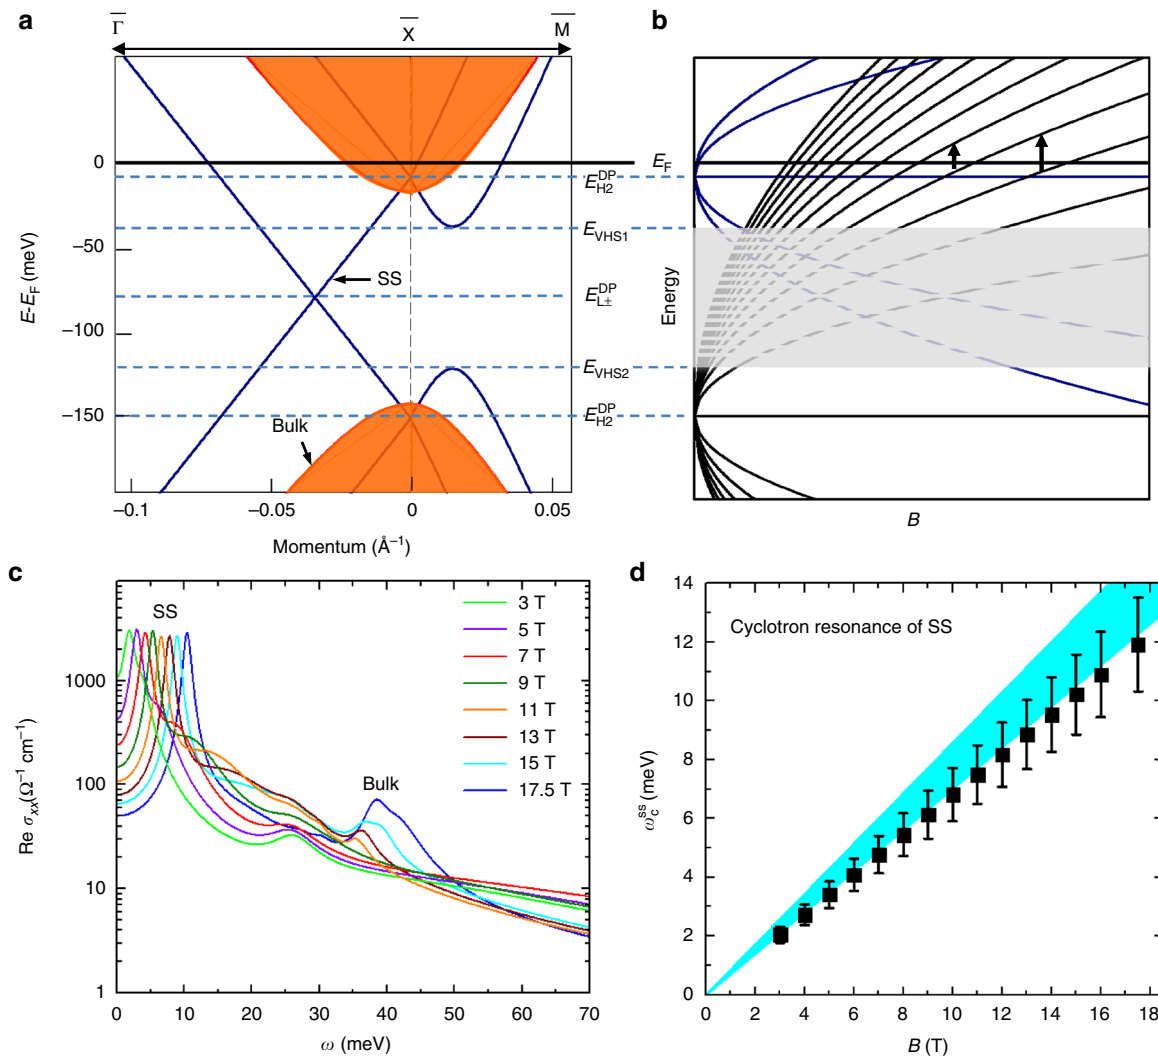 a
Γ̅
X̅
M̅
0
−50
−100
−150
E-E_F (meV)
SS
Bulk
−0.1
−0.05
0
0.05
Momentum (Å⁻¹)
E_F
E_H2^DP
E_VHS1
E_L±^DP
E_VHS2
E_H2^DP
b
Energy
B
c
SS
Bulk
3 T
5 T
7 T
9 T
11 T
13 T
15 T
17.5 T
1000
100
10
1
Re σ_xx(Ω⁻¹ cm⁻¹)
0 10 20 30 40 50 60 70
ω (meV)
d
Cyclotron resonance of SS
14
12
10
8
6
4
2
0
ω_c^ss (meV)
0 2 4 6 8 10 12 14 16 18
B (T)